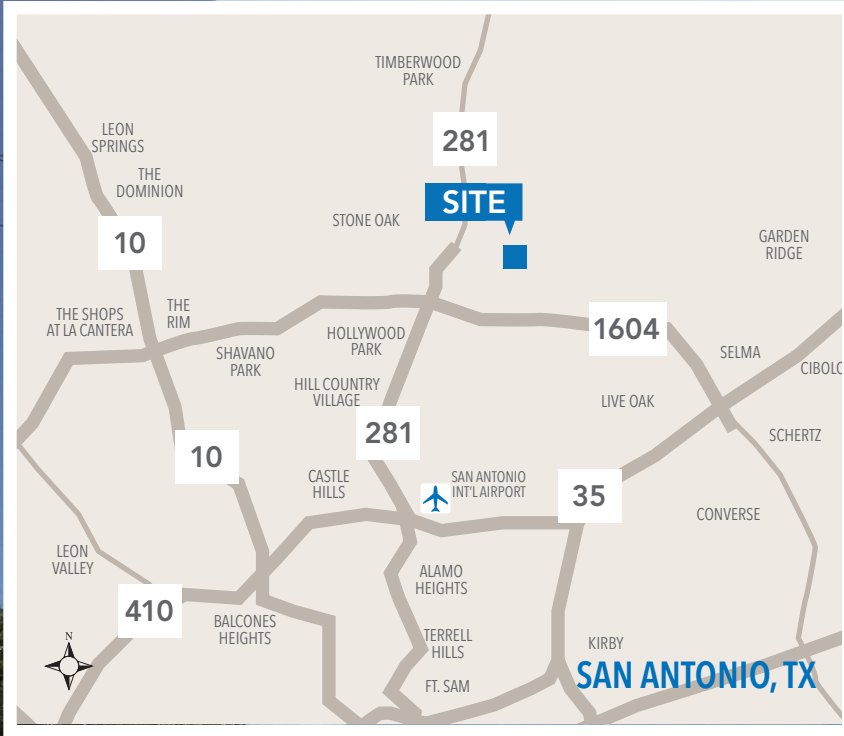 TIMBERWOOD
PARK
LEON
SPRINGS
281
THE
DOMINION
SITE
STONE OAK
10
GARDEN
RIDGE
THE SHOPS
AT LA CANTERA
THE
RIM
HOLLYWOOD
PARK
1604
SHAVANO
PARK
SELMA
CIBOLO
HILL COUNTRY
VILLAGE
LIVE OAK
281
SCHERTZ
10
CASTLE
HILLS
SAN ANTONIO
INT'L AIRPORT
35
CONVERSE
LEON
VALLEY
ALAMO
HEIGHTS
410
BALCONES
HEIGHTS
TERRELL
HILLS
N
KIRBY
FT. SAM
SAN ANTONIO, TX